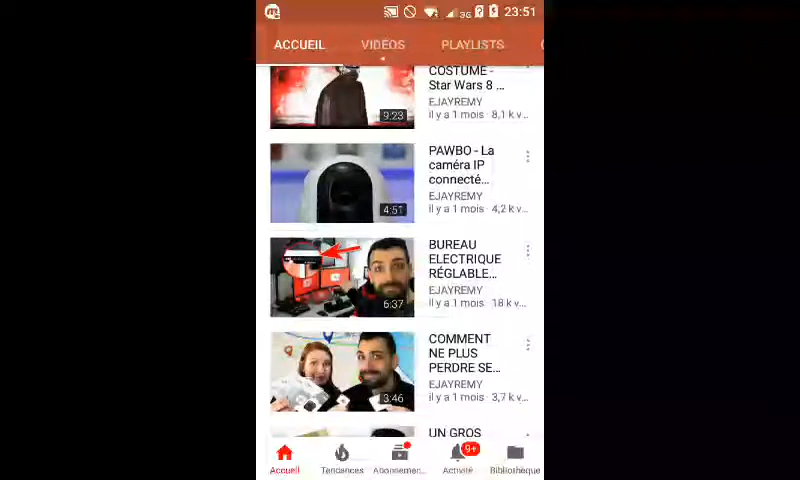 3G 23:51
ACCUEIL VIDÉOS PLAYLISTS
COSTUME -
Star Wars 8 ...
EJAYREMY
il y a 1 mois · 8,1 k v...
9:23
PAWBO - La
caméra IP
connecté...
EJAYREMY
il y a 1 mois · 4,2 k v...
4:51
BUREAU
ELECTRIQUE
RÉGLABLE...
EJAYREMY
il y a 1 mois · 18 k v...
6:37
COMMENT
NE PLUS
PERDRE SE...
EJAYREMY
il y a 1 mois · 3,7 k v...
3:46
UN GROS
9+
Accueil Tendances Abonnemen... Activité Bibliothèque